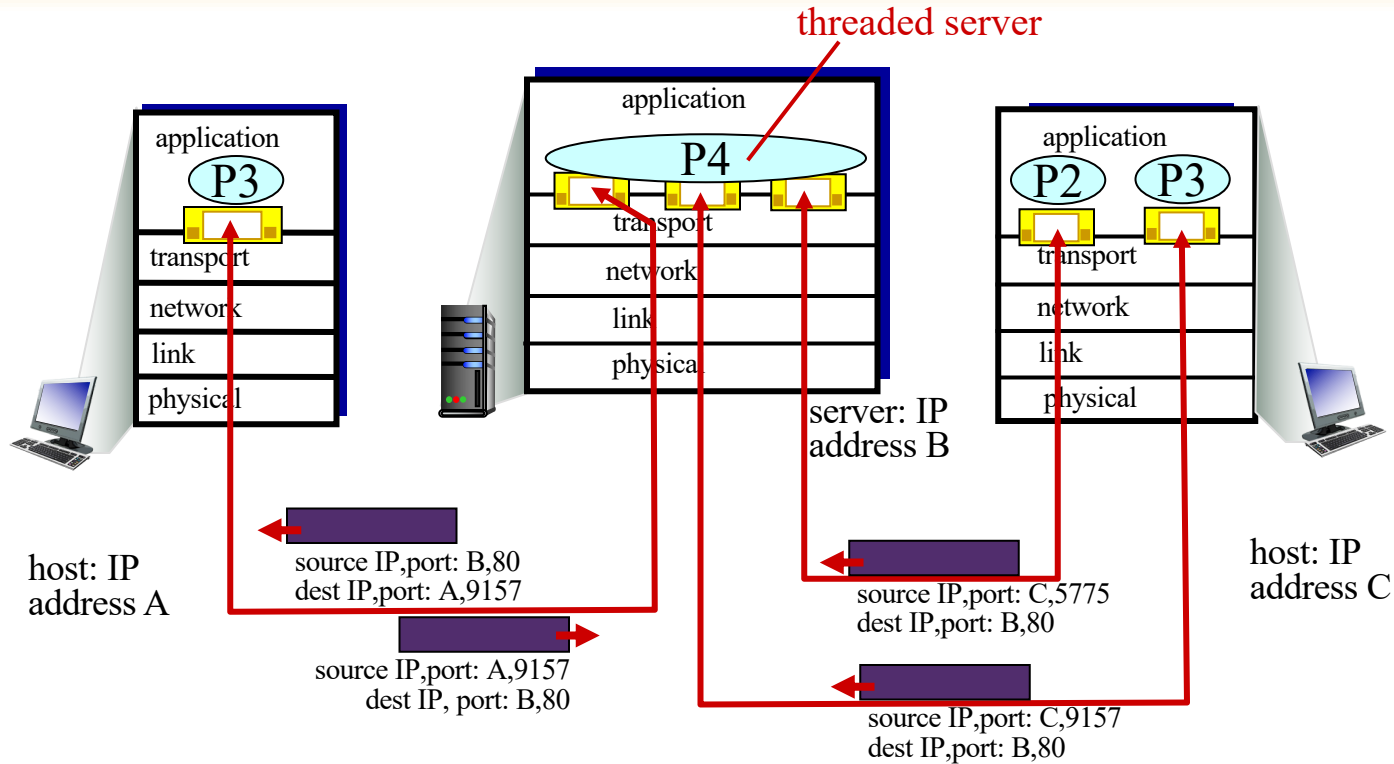 threaded server
application
P3
transport
network
link
physical
application
P4
transport
network
link
physical
application
P2
P3
transport
network
link
physical
server: IP
address B
host: IP
address A
source IP,port: B,80
dest IP,port: A,9157
source IP,port: A,9157
dest IP, port: B,80
source IP,port: C,5775
dest IP,port: B,80
source IP,port: C,9157
dest IP,port: B,80
host: IP
address C